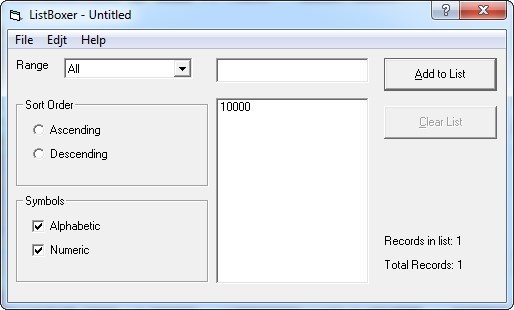 ListBoxer - Untitled
File Edjt Help
Range All Add to List
Sort Order 10000
Ascending Clear List
Descending
Symbols
Alphabetic
Numeric
Records in list: 1
Total Records: 1